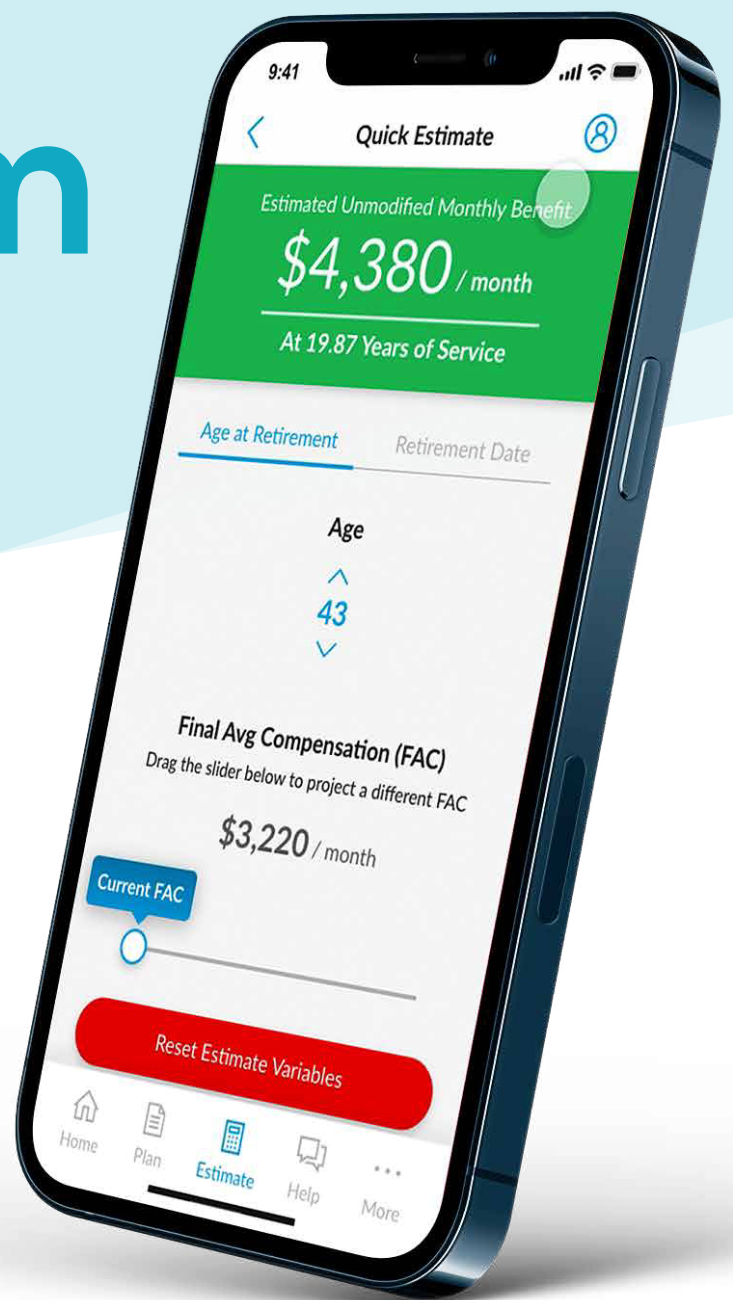 m
9:41
Quick Estimate
Estimated Unmodified Monthly Benefit
$4,380 / month
At 19.87 Years of Service
Age at Retirement
Retirement Date
Age
43
Final Avg Compensation (FAC)
Drag the slider below to project a different FAC
$3,220 / month
Current FAC
Reset Estimate Variables
Home
Plan
Estimate
Help
More